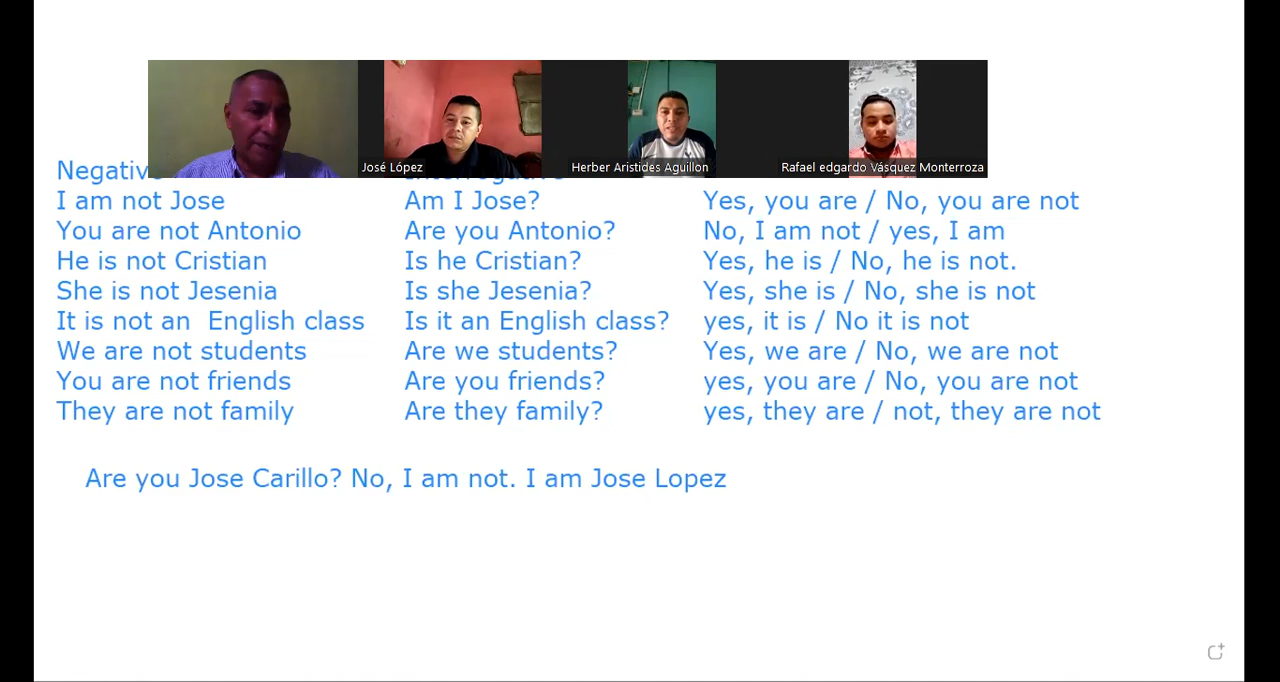 José López
Herber Aristides Aguillon
Rafael edgardo Vásquez Monterroza
Negative
I am not Jose Am I Jose? Yes, you are / No, you are not
You are not Antonio Are you Antonio? No, I am not / yes, I am
He is not Cristian Is he Cristian? Yes, he is / No, he is not.
She is not Jesenia Is she Jesenia? Yes, she is / No, she is not
It is not an  English class Is it an English class? yes, it is / No it is not
We are not students Are we students? Yes, we are / No, we are not
You are not friends Are you friends? yes, you are / No, you are not
They are not family Are they family? yes, they are / not, they are not
Are you Jose Carillo? No, I am not. I am Jose Lopez